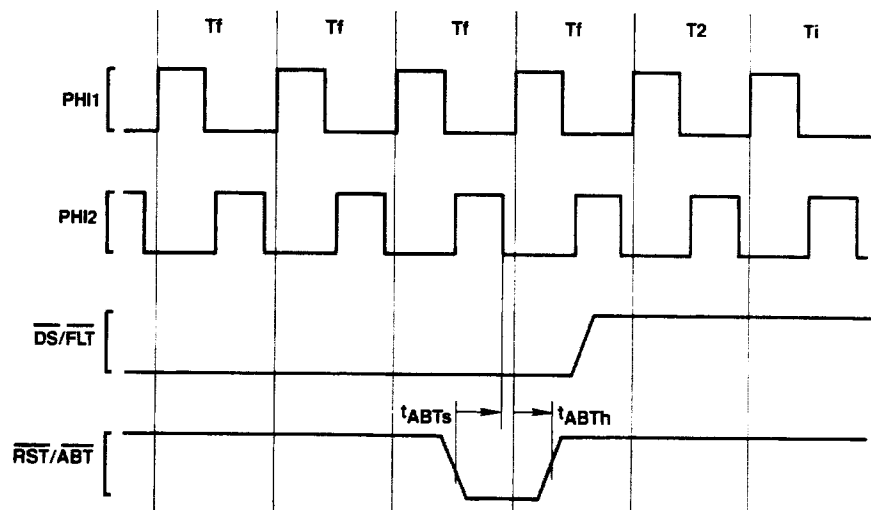 Tf Tf Tf Tf T2 Ti
PHI1
PHI2
DS/FLT
tABTs tABTh
RST/ABT